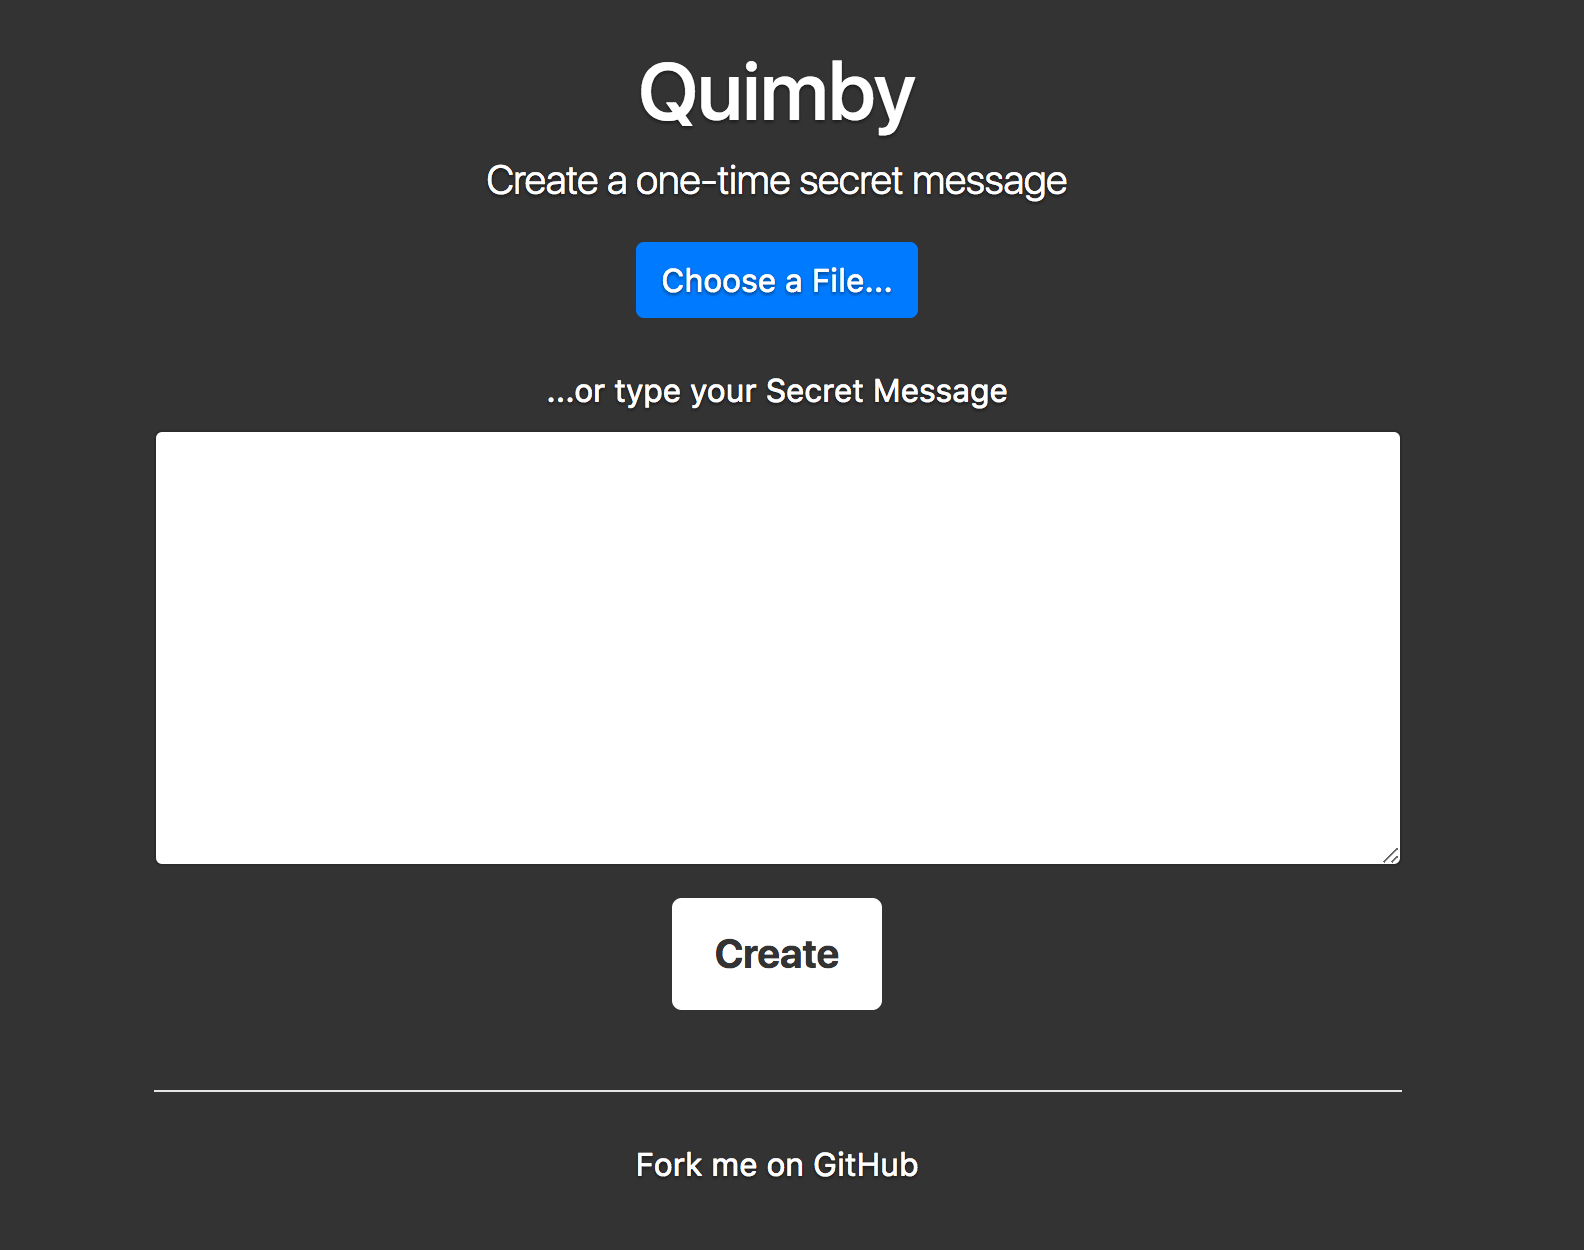 Quimby
Create a one-time secret message
Choose a File...
...or type your Secret Message
Create
Fork me on GitHub